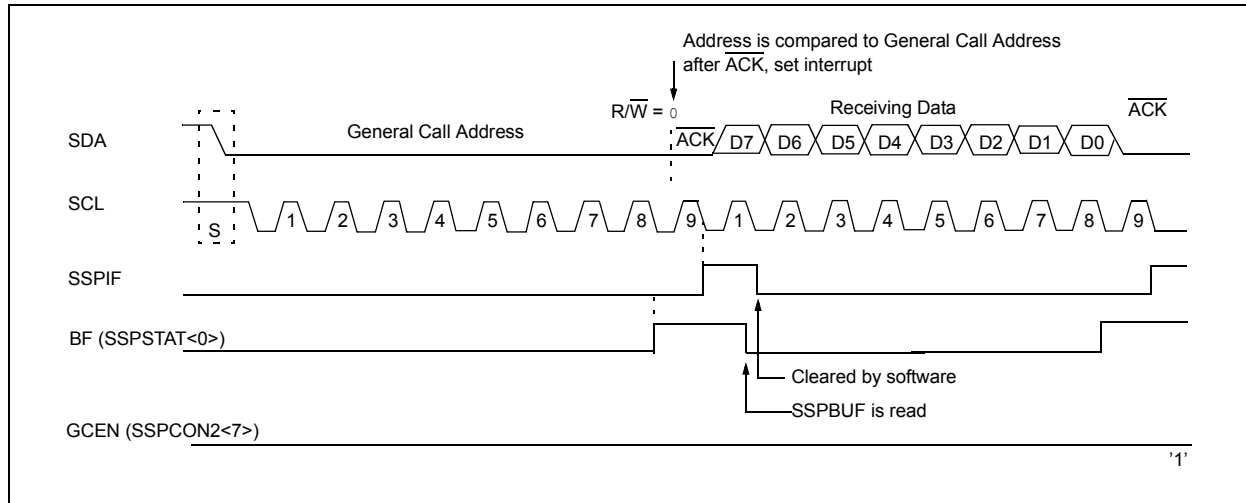 Address is compared to General Call Address
after ACK, set interrupt
R/W = 0
Receiving Data
ACK
SDA
General Call Address
ACK D7 D6 D5 D4 D3 D2 D1 D0
SCL
S
1 2 3 4 5 6 7 8 9 1 2 3 4 5 6 7 8 9
SSPIF
BF (SSPSTAT<0>)
Cleared by software
SSPBUF is read
GCEN (SSPCON2<7>)
'1'